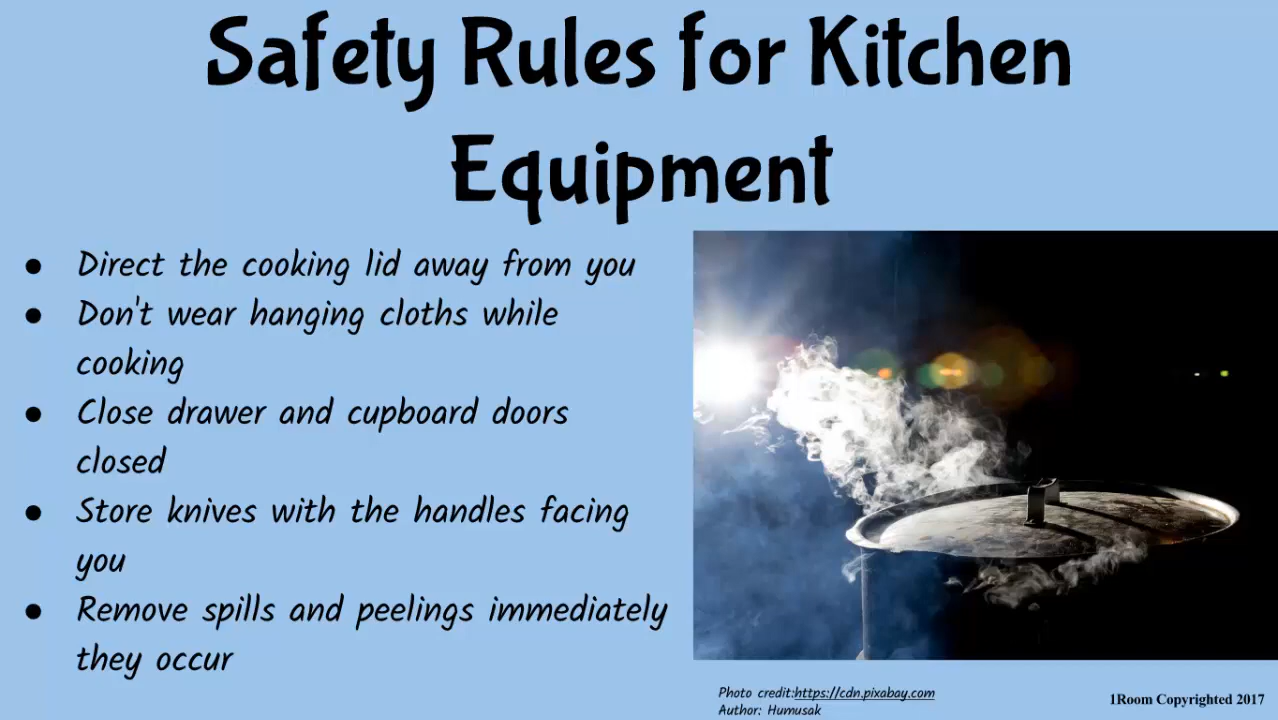 Safety Rules for Kitchen
Equipment
● Direct the cooking lid away from you
● Don't wear hanging cloths while
cooking
● Close drawer and cupboard doors
closed
● Store knives with the handles facing
you
● Remove spills and peelings immediately
they occur
Photo credit:https://cdn.pixabay.com
Author: Humusak
1Room Copyrighted 2017